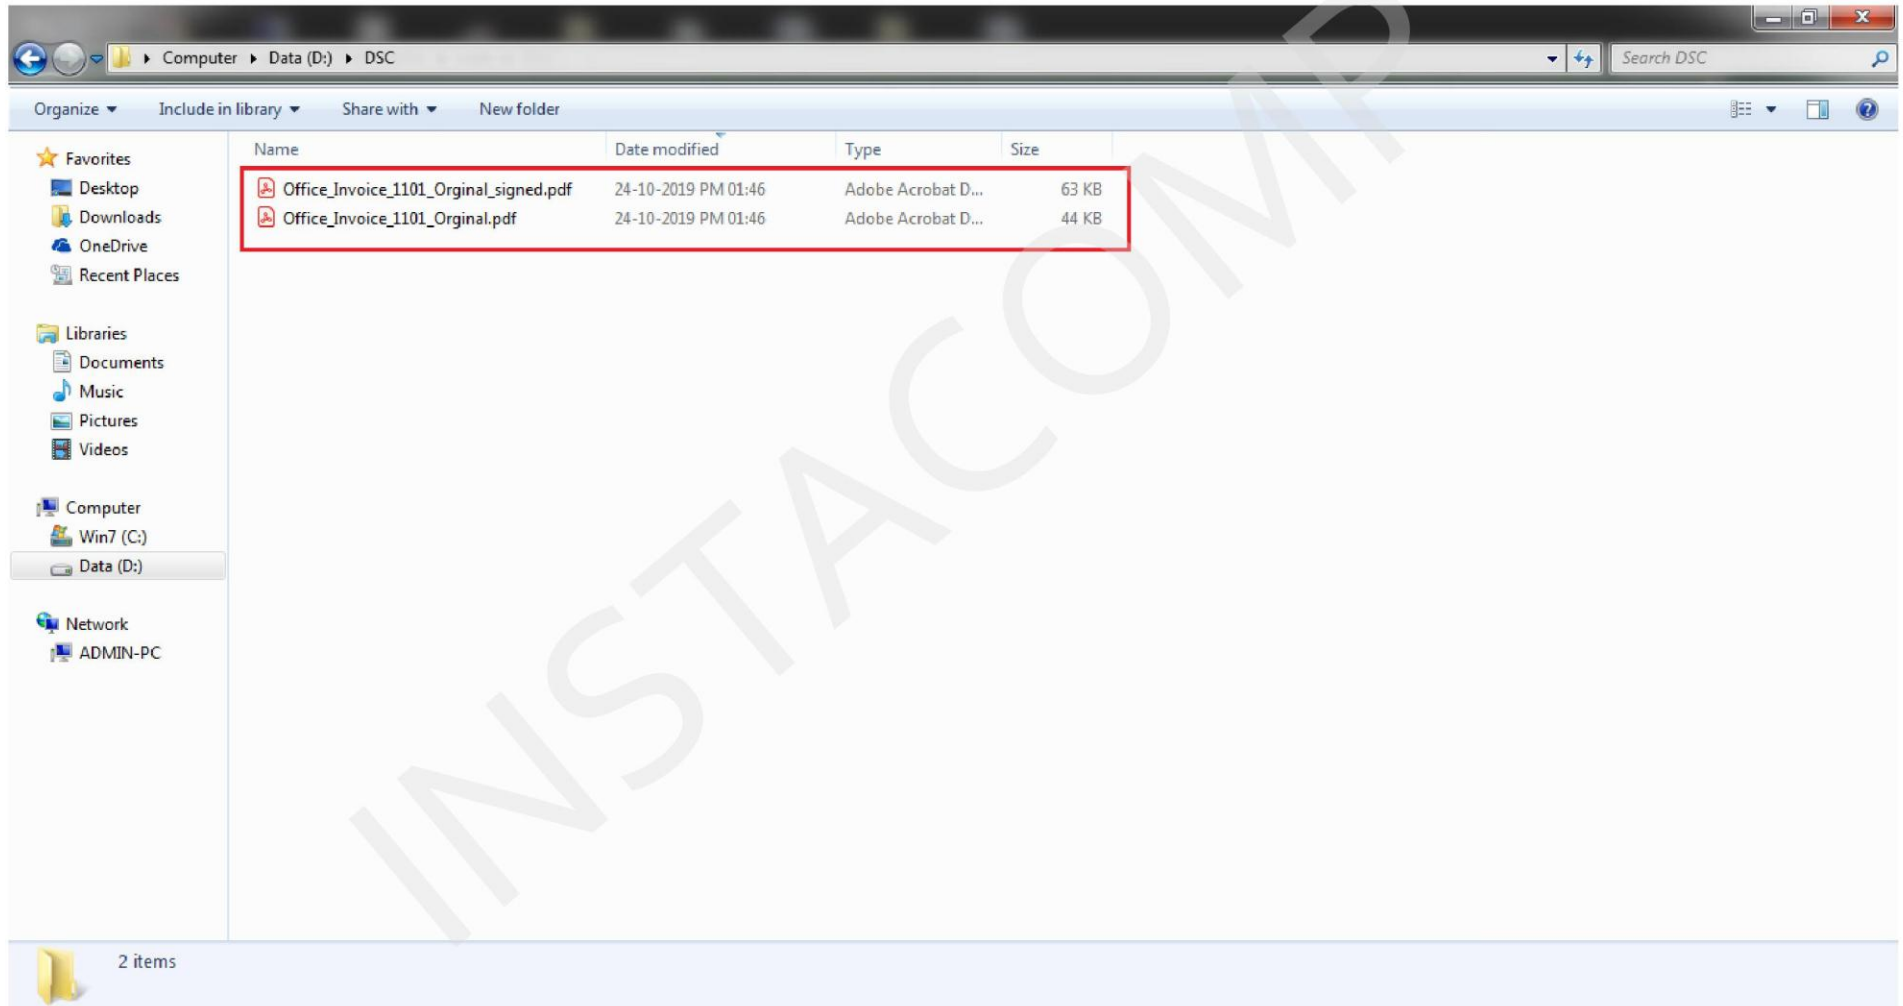 Computer ▸ Data (D:) ▸ DSC
Search DSC
Organize ▾ Include in library ▾ Share with ▾ New folder
Name Date modified Type Size
Office_Invoice_1101_Orginal_signed.pdf 24-10-2019 PM 01:46 Adobe Acrobat D... 63 KB
Office_Invoice_1101_Orginal.pdf 24-10-2019 PM 01:46 Adobe Acrobat D... 44 KB
Favorites
Desktop
Downloads
OneDrive
Recent Places
Libraries
Documents
Music
Pictures
Videos
Computer
Win7 (C:)
Data (D:)
Network
ADMIN-PC
2 items
INSTACOMP